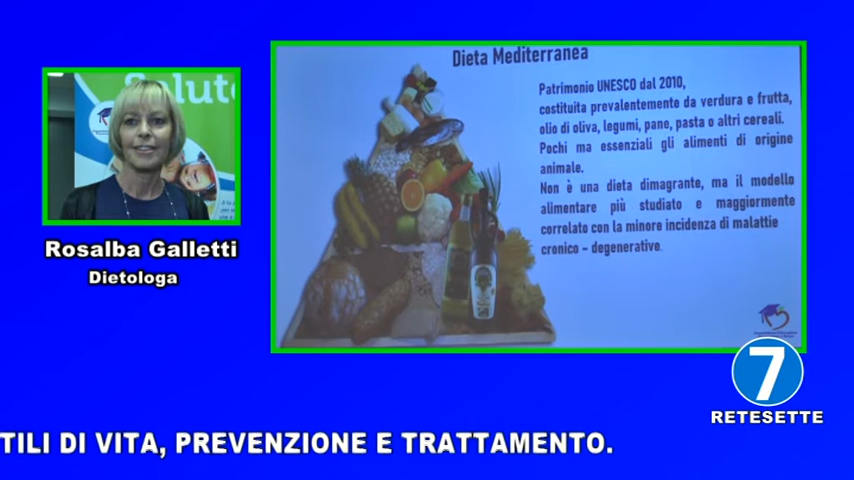 Salute
Rosalba Galletti
Dietologa
Dieta Mediterranea
Patrimonio UNESCO dal 2010,
costituita prevalentemente da verdura e frutta,
olio di oliva, legumi, pane, pasta o altri cereali.
Pochi ma essenziali gli alimenti di origine
animale.
Non è una dieta dimagrante, ma il modello
alimentare più studiato e maggiormente
correlato con la minore incidenza di malattie
cronico - degenerative.
7
RETESETTE
TILI DI VITA, PREVENZIONE E TRATTAMENTO.